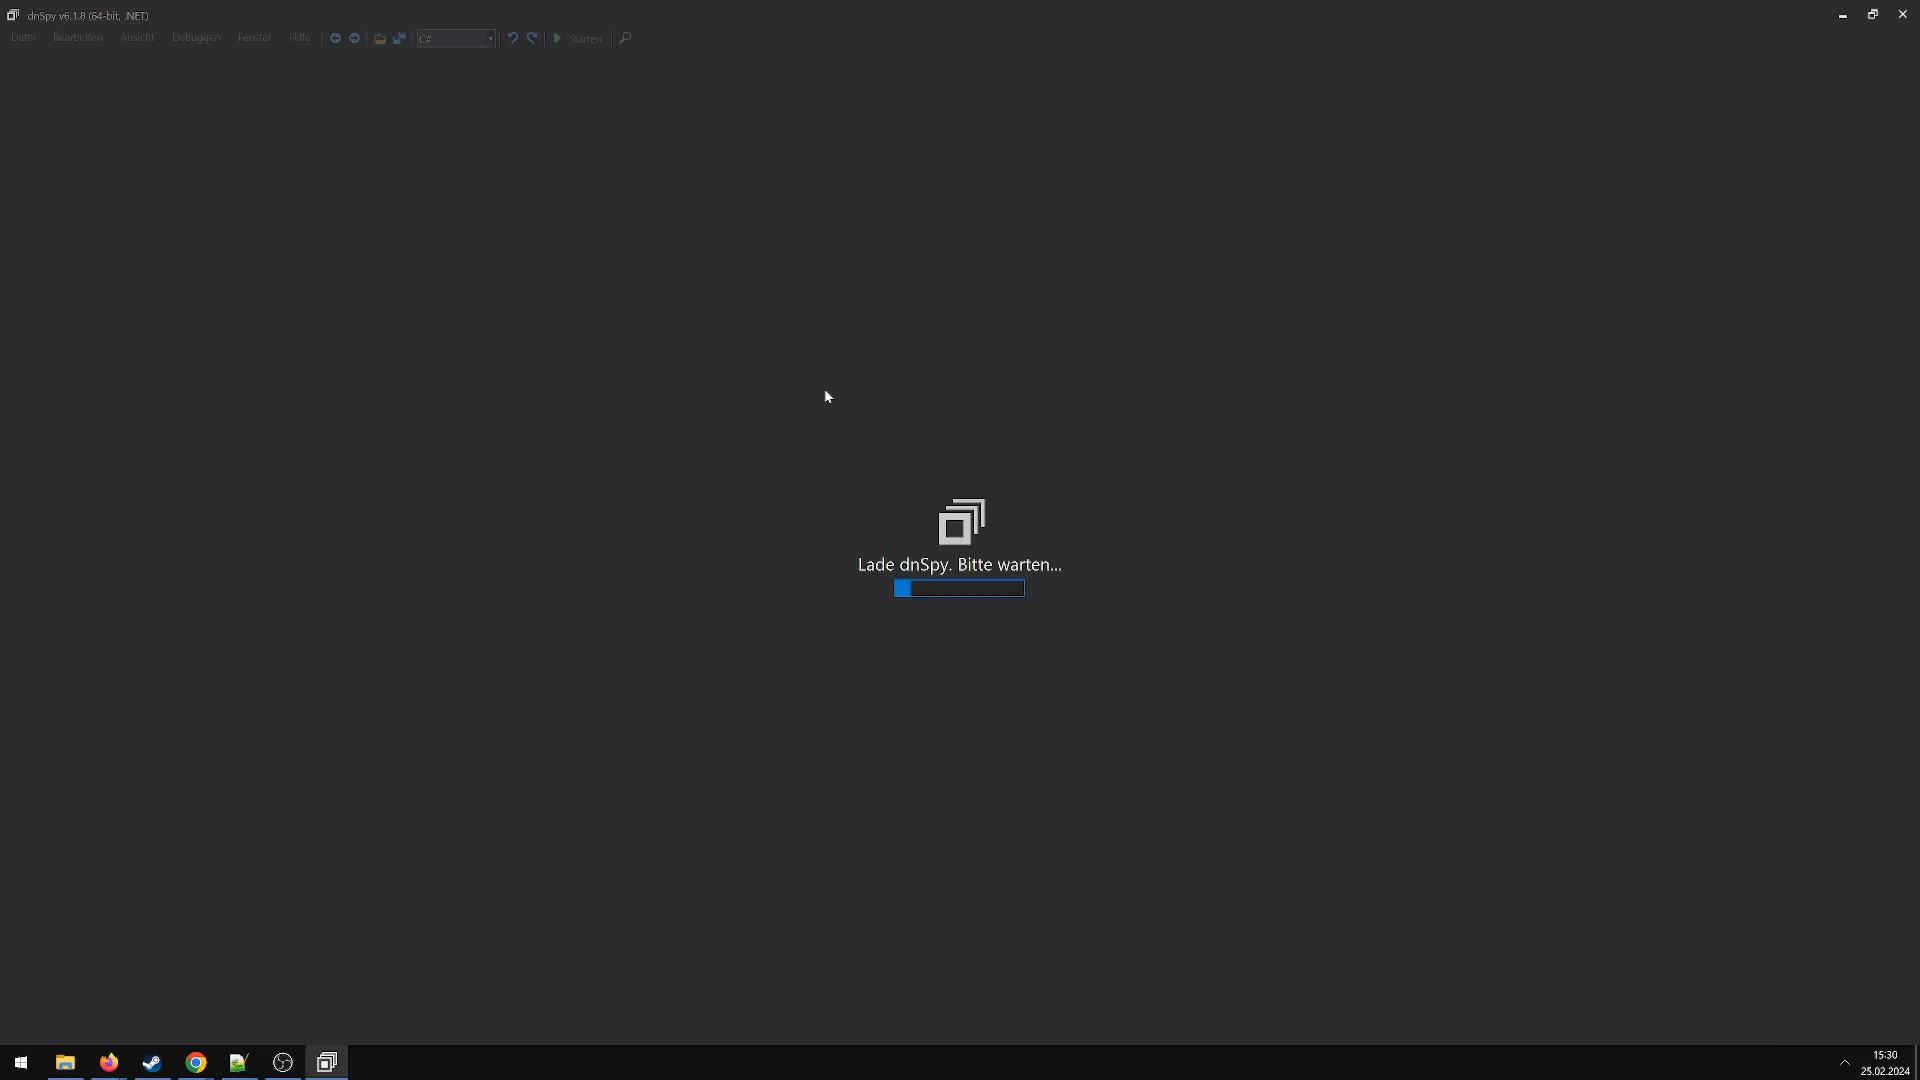 dnSpy v6.1.8 (64-bit, .NET)
Datei Bearbeiten Ansicht Debuggen Fenster Hilfe C# Starten
Lade dnSpy. Bitte warten...
15:30
25.02.2024